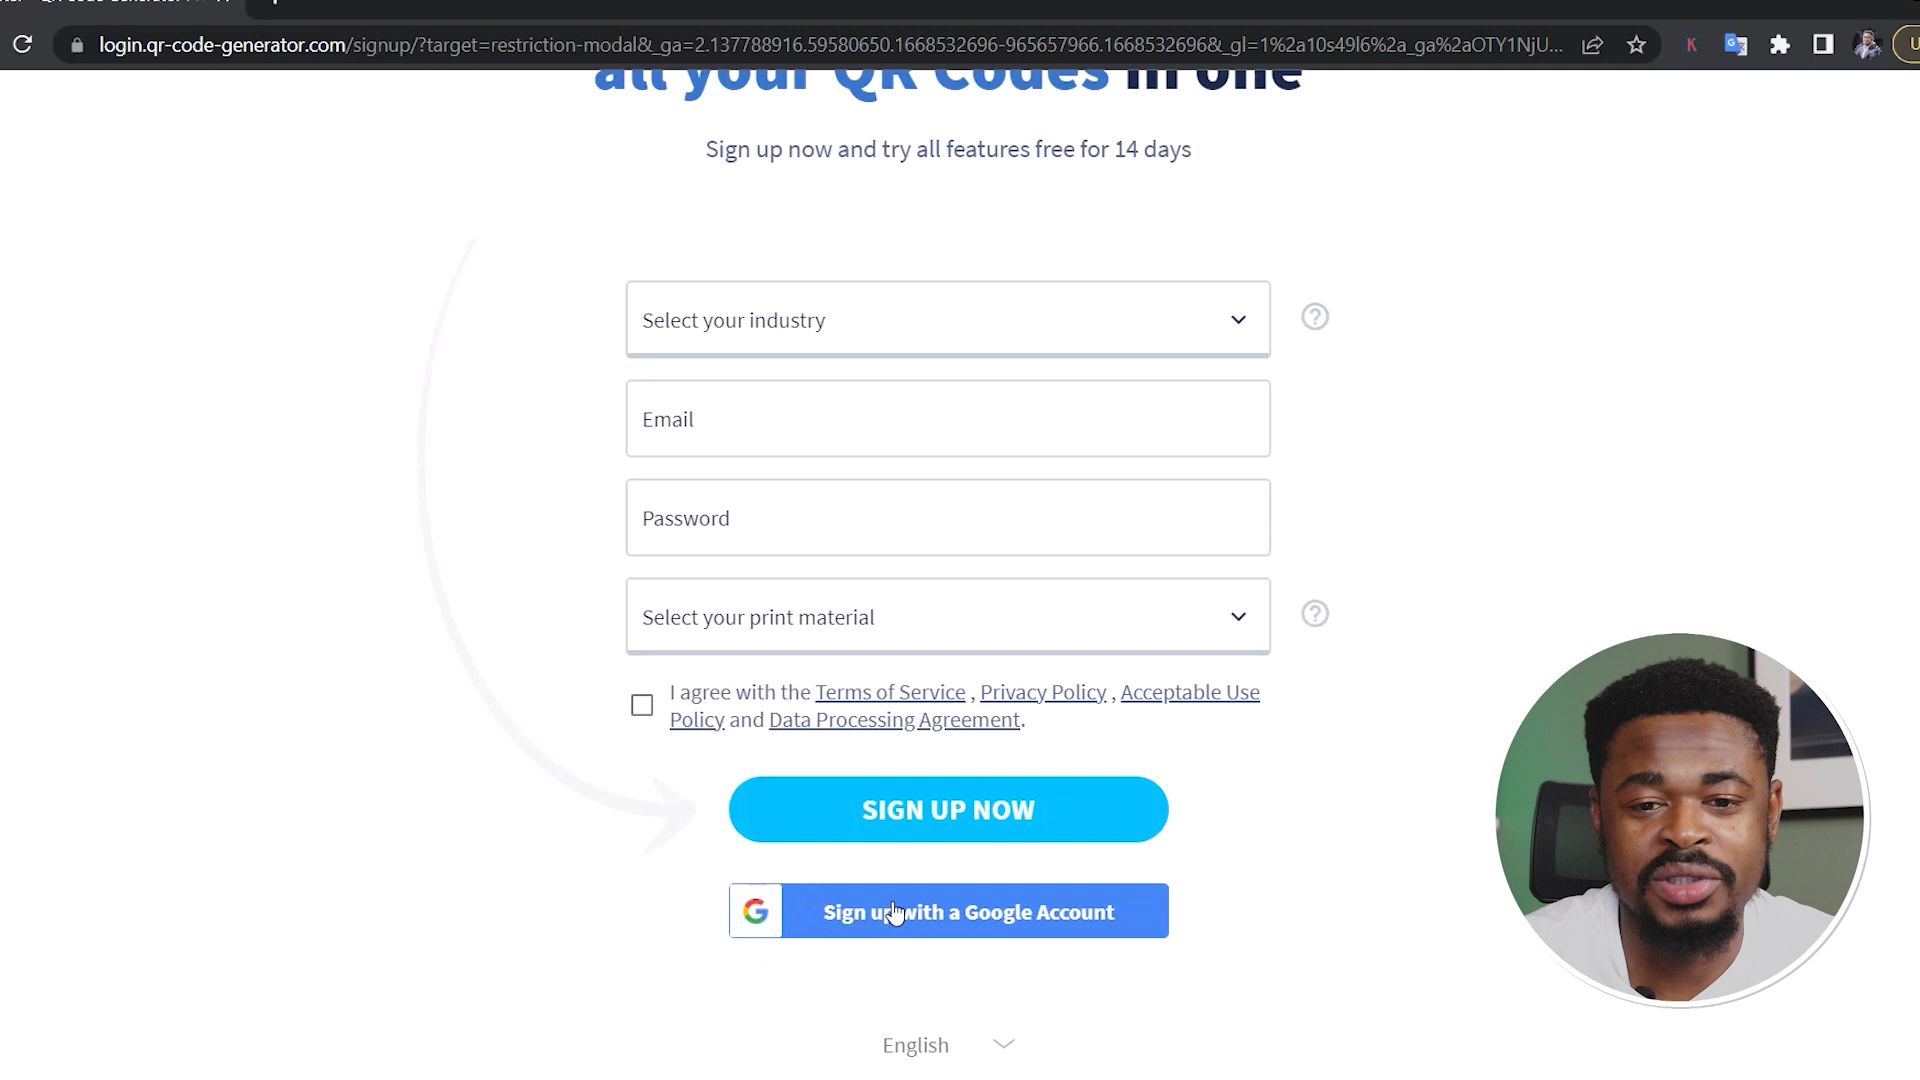 login.qr-code-generator.com/signup/?target=restriction-modal&_ga=2.137788916.59580650.1668532696-965657966.1668532696&_gl=1%2a10s49l6%2a_ga%2aOTY1NjU...
all your QR Codes in one
Sign up now and try all features free for 14 days
Select your industry
Email
Password
Select your print material
I agree with the Terms of Service , Privacy Policy , Acceptable Use
Policy and Data Processing Agreement.
SIGN UP NOW
Sign up with a Google Account
English